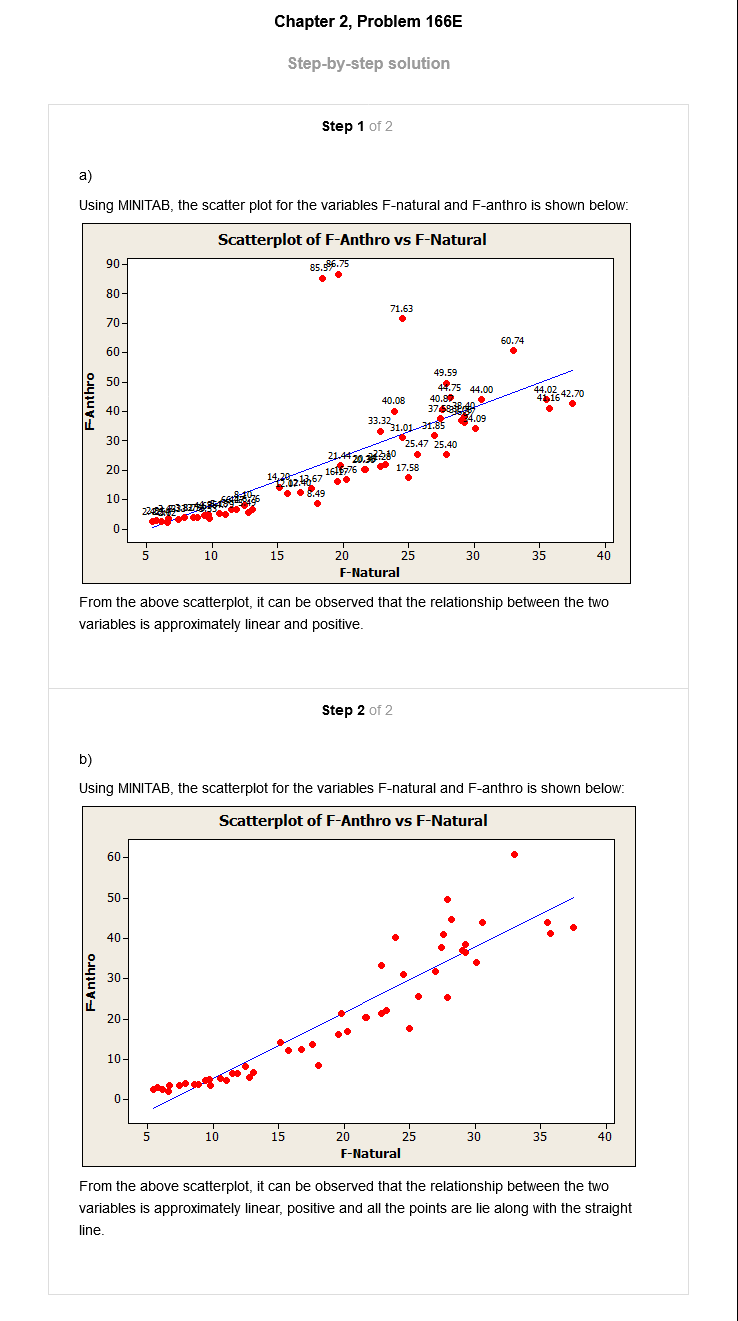 Chapter 2, Problem 166E
Step-by-step solution
Step 1 of 2
a)
Using MINITAB, the scatter plot for the variables F-natural and F-anthro is shown below:
Scatterplot of F-Anthro vs F-Natural
90
80
70
60
50
40
30
20
10
0
F-Anthro
85.57
86.75
71.63
60.74
49.59
44.75
44.00
44.02
42.70
41.16
40.08
33.32
31.01
31.85
25.47
25.40
21.44
17.58
14.20
8.49
5
10
15
20
25
30
35
40
F-Natural
From the above scatterplot, it can be observed that the relationship between the two
variables is approximately linear and positive.
Step 2 of 2
b)
Using MINITAB, the scatterplot for the variables F-natural and F-anthro is shown below:
Scatterplot of F-Anthro vs F-Natural
60
50
40
30
20
10
0
F-Anthro
5
10
15
20
25
30
35
40
F-Natural
From the above scatterplot, it can be observed that the relationship between the two
variables is approximately linear, positive and all the points are lie along with the straight
line.